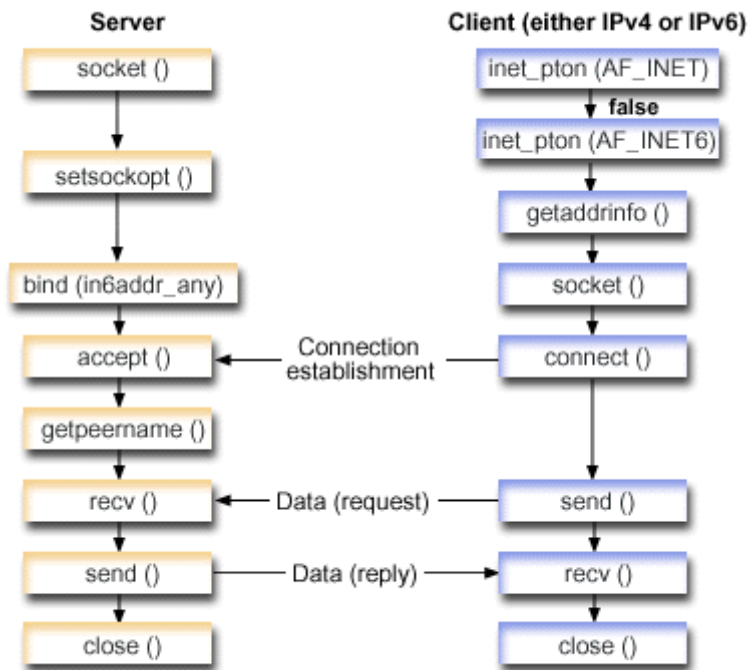 Server
socket ()
setsockopt ()
bind (in6addr_any)
accept ()
getpeername ()
recv ()
send ()
close ()
Connection
establishment
Data (request)
Data (reply)
Client (either IPv4 or IPv6)
inet_pton (AF_INET)
false
inet_pton (AF_INET6)
getaddrinfo ()
socket ()
connect ()
send ()
recv ()
close ()